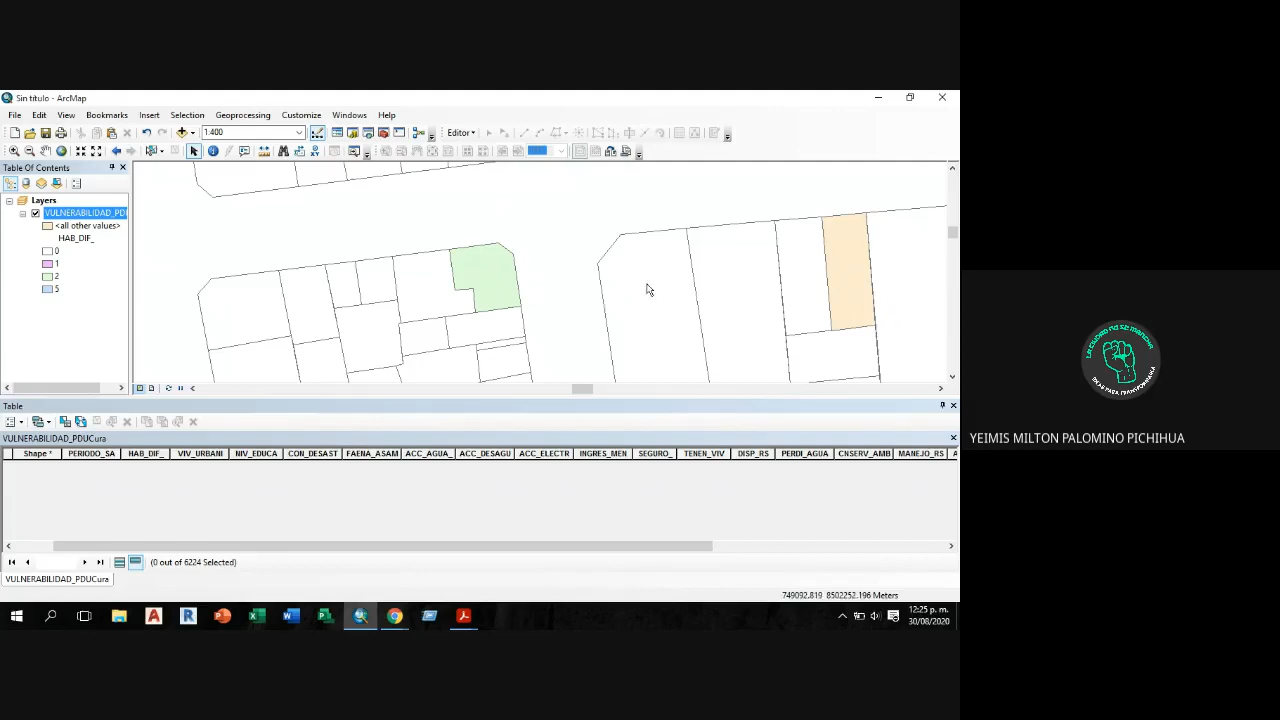 Sin título - ArcMap
File Edit View Bookmarks Insert Selection Geoprocessing Customize Windows Help
1:400
Editor
Table Of Contents
Layers
VULNERABILIDAD_PDU
<all other values>
HAB_DIF_
0
1
2
5
Table
VULNERABILIDAD_PDUCura
Shape * PERIODO_SA HAB_DIF_ VIV_URBANI NIV_EDUCA CON_DESAST FAENA_ASAM ACC_AGUA_ ACC_DESAGU ACC_ELECTR INGRES_MEN SEGURO_ TENEN_VIV DISP_RS PERDI_AGUA CNSERV_AMB MANEJO_RS A
(0 out of 6224 Selected)
VULNERABILIDAD_PDUCura
749092.819 8502252.196 Meters
12:25 p. m.
30/08/2020
YEIMIS MILTON PALOMINO PICHIHUA